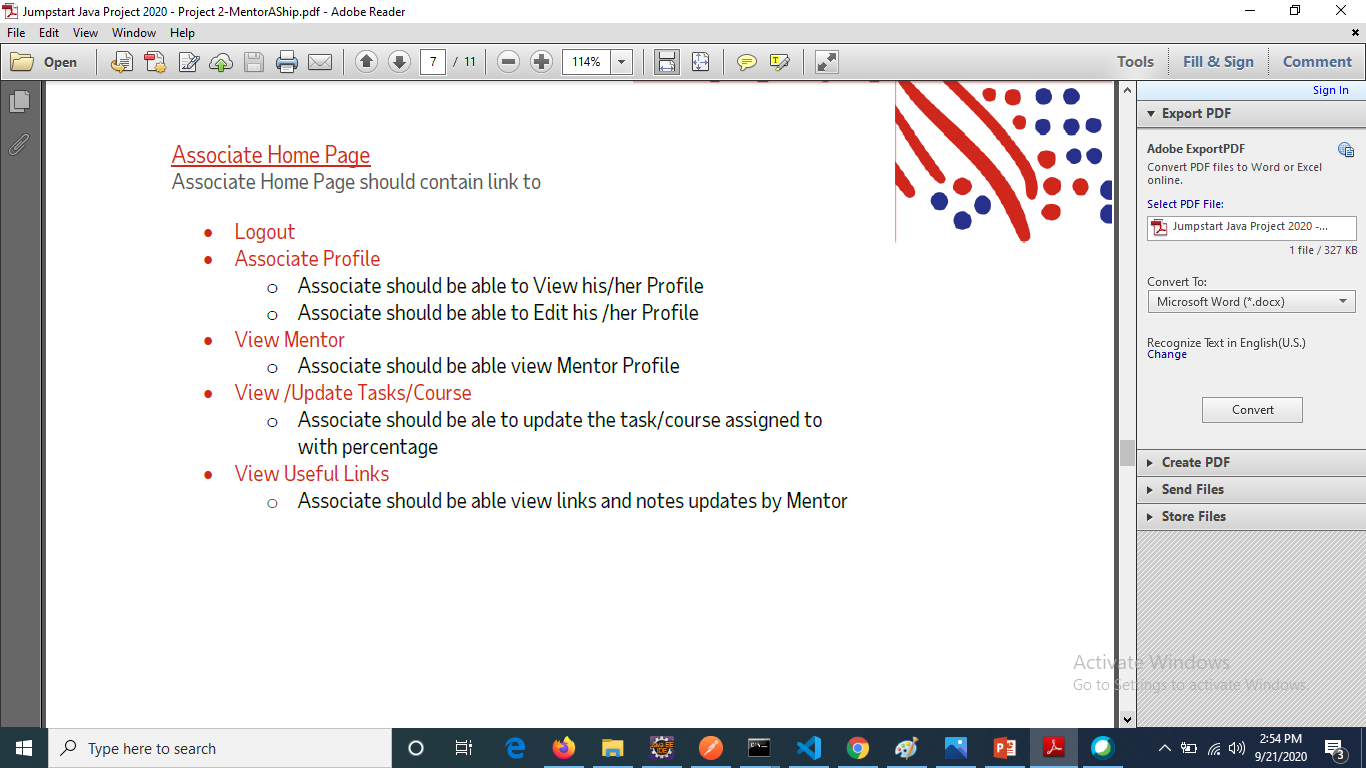 Jumpstart Java Project 2020 - Project 2-MentorAShip.pdf - Adobe Reader
File Edit View Window Help
Open 7 / 11 114% Tools Fill & Sign Comment
Sign In
Export PDF
Adobe ExportPDF
Convert PDF files to Word or Excel
online.
Select PDF File:
Jumpstart Java Project 2020 -...
1 file / 327 KB
Convert To:
Microsoft Word (*.docx)
Recognize Text in English(U.S.)
Change
Convert
Create PDF
Send Files
Store Files
Associate Home Page
Associate Home Page should contain link to
• Logout
• Associate Profile
o Associate should be able to View his/her Profile
o Associate should be able to Edit his /her Profile
• View Mentor
o Associate should be able view Mentor Profile
• View /Update Tasks/Course
o Associate should be ale to update the task/course assigned to
with percentage
• View Useful Links
o Associate should be able view links and notes updates by Mentor
Activate Windows
Go to Settings to activate Windows.
Type here to search
2:54 PM
9/21/2020
3